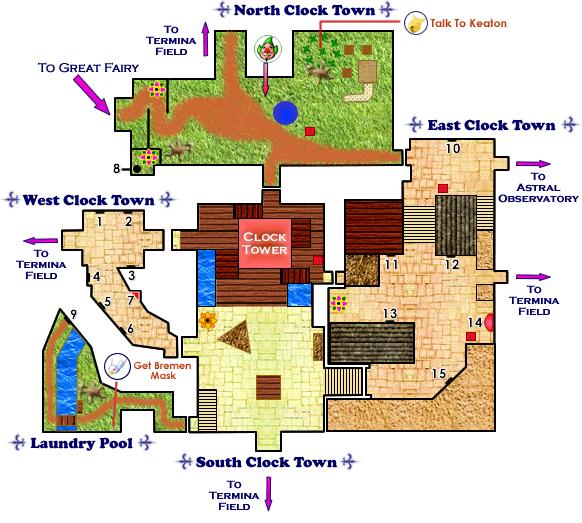 North Clock Town
To
Termina
Field
Talk To Keaton
To Great Fairy
East Clock Town
10
8
To
Astral
Observatory
West Clock Town
1 2
To
Termina
Field
Clock
Tower
4 3
5 7
6
11 12
To
Termina
Field
13
14
9
Get Bremen
Mask
15
Laundry Pool
South Clock Town
To
Termina
Field